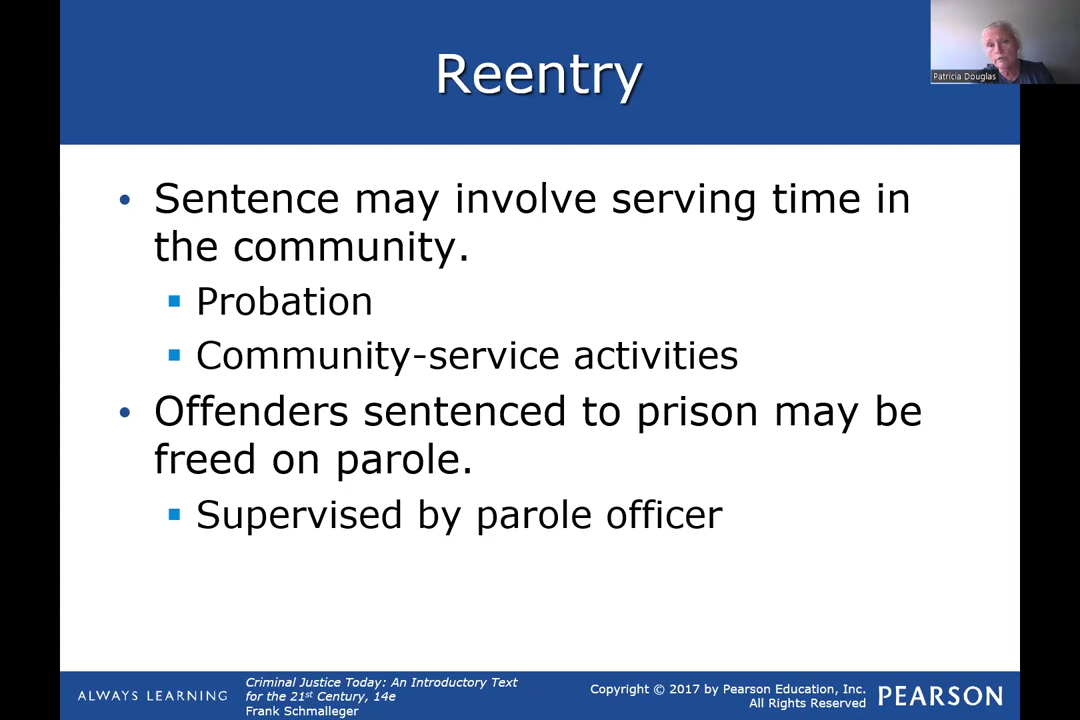 Reentry
Patricia Douglas
• Sentence may involve serving time in
the community.
▪ Probation
▪ Community-service activities
• Offenders sentenced to prison may be
freed on parole.
▪ Supervised by parole officer
ALWAYS LEARNING
Criminal Justice Today: An Introductory Text
for the 21st Century, 14e
Frank Schmalleger
Copyright © 2017 by Pearson Education, Inc.
All Rights Reserved
PEARSON